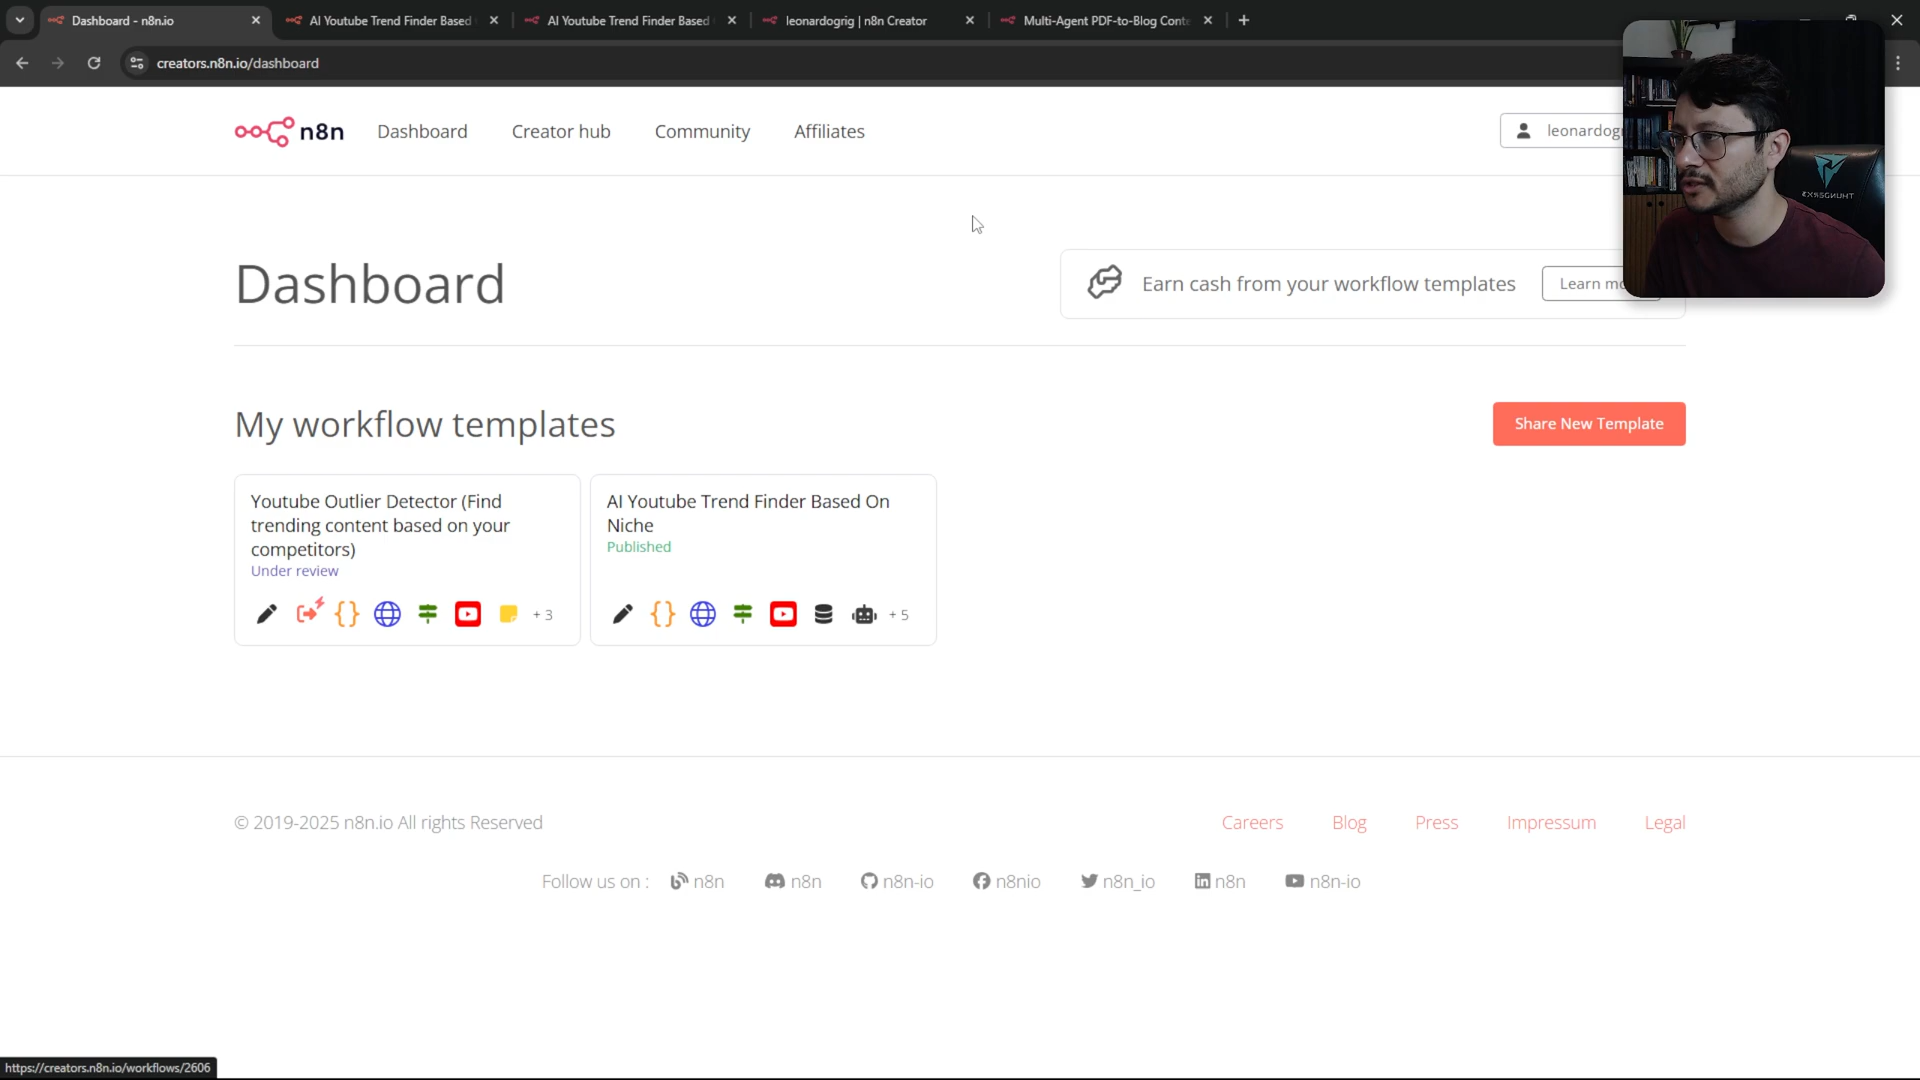 Dashboard - n8n.io
AI Youtube Trend Finder Based
AI Youtube Trend Finder Based
leonardogrig | n8n Creator
Multi-Agent PDF-to-Blog Conte
creators.n8n.io/dashboard
n8n
Dashboard
Creator hub
Community
Affiliates
leonardogr
Dashboard
Earn cash from your workflow templates
Learn mo
My workflow templates
Share New Template
Youtube Outlier Detector (Find
trending content based on your
competitors)
Under review
+ 3
AI Youtube Trend Finder Based On
Niche
Published
+ 5
© 2019-2025 n8n.io All rights Reserved
Careers
Blog
Press
Impressum
Legal
Follow us on :
n8n
n8n
n8n-io
n8nio
n8n_io
n8n
n8n-io
https://creators.n8n.io/workflows/2606